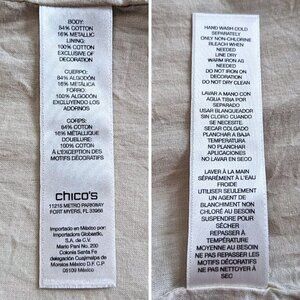 BODY:
84% COTTON
16% METALLIC
LINING:
100% COTTON
EXCLUSIVE OF
DECORATION
CUERPO:
84% ALGODÓN
16% METÁLICA
FORRO:
100% ALGODÓN
EXCLUYENDO LOS
ADORNOS
CORPS:
84% COTON
16% MÉTALLIQUE
DOUBLURE:
100% COTON
À L'EXCEPTION DES
MOTIFS DÉCORATIFS
chico's
11215 METRO PARKWAY
FORT MYERS, FL 33966
Importado en México por:
Importadora Globastic,
S.A. de C.V.
Mario Pani No. 200
Colonia Santa Fe
delegación Cuajimalpa de
Morelos México D.F. C.P
05109 México
HAND WASH COLD
SEPARATELY
ONLY NON-CHLORINE
BLEACH WHEN
NEEDED
LINE DRY
WARM IRON AS
NEEDED
DO NOT IRON ON
DECORATION
DO NOT DRY CLEAN
LAVAR A MANO CON
AGUA FRIA POR
SEPARADO
USAR BLANQUEADOR
SIN CLORO CUANDO
SE NECESITE
SECAR COLGADO
PLANCHAR A BAJA
TEMPERATURA
NO PLANCHAR
APLICACIONES
NO LAVAR EN SECO
LAVER À LA MAIN
SÉPARÉMENT À L'EAU
FROIDE
UTILISER SEULEMENT
UN AGENT DE
BLANCHIMENT NON
CHLORÉ AU BESOIN
SUSPENDRE POUR
SÉCHER
REPASSER À
TEMPÉRATURE
MOYENNE AU BESOIN
NE PAS REPASSER LES
MOTIFS DÉCORATIFS
NE PAS NETTOYER À
SEC